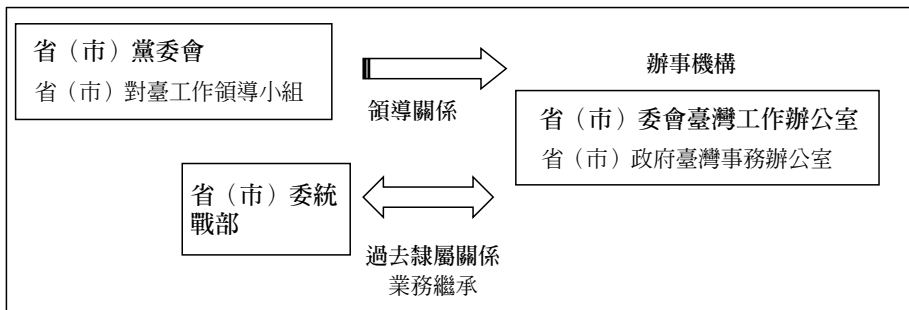 省（市）黨委會
省（市）對臺工作領導小組
領導關係
辦事機構
省（市）委會臺灣工作辦公室
省（市）政府臺灣事務辦公室
省（市）委統
戰部
過去隸屬關係
業務繼承